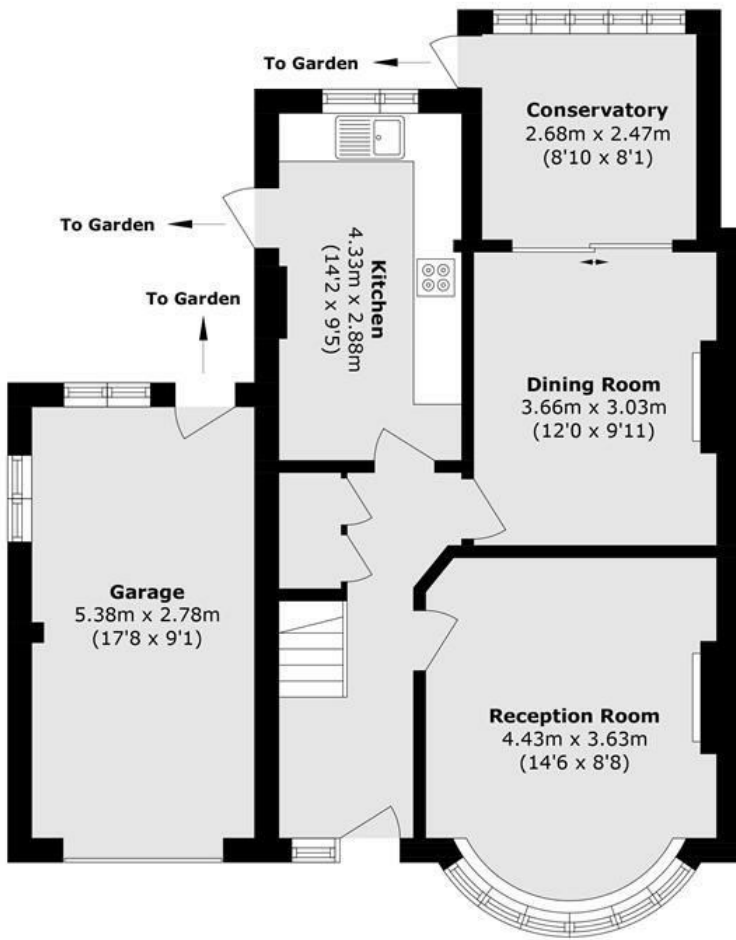 To Garden
Conservatory
2.68m x 2.47m
(8'10 x 8'1)
To Garden
Kitchen
4.33m x 2.88m
(14'2 x 9'5)
To Garden
Dining Room
3.66m x 3.03m
(12'0 x 9'11)
Garage
5.38m x 2.78m
(17'8 x 9'1)
Reception Room
4.43m x 3.63m
(14'6 x 8'8)